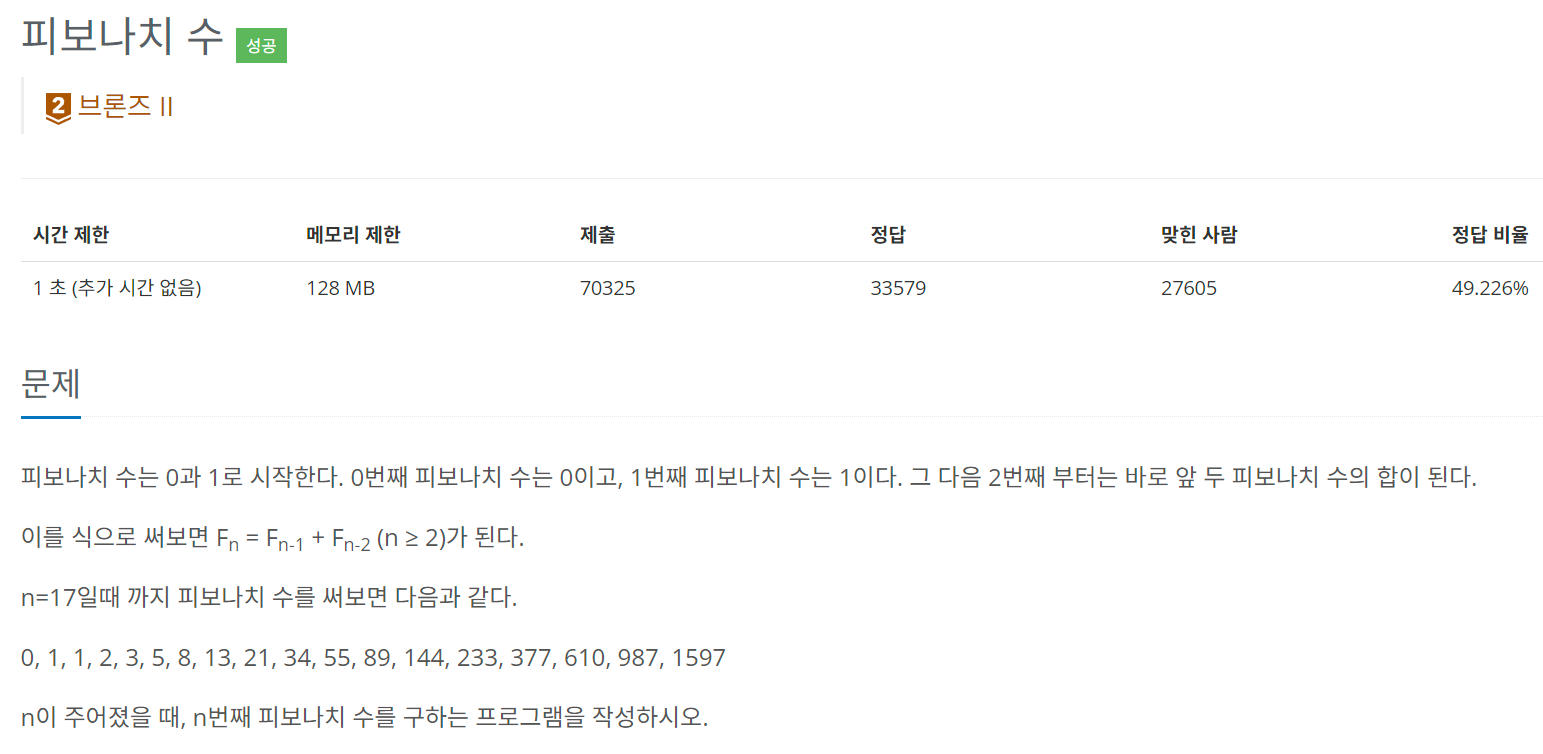 피보나치 수 성공
2 브론즈 II
시간 제한 메모리 제한 제출 정답 맞힌 사람 정답 비율
1 초 (추가 시간 없음) 128 MB 70325 33579 27605 49.226%
문제
피보나치 수는 0과 1로 시작한다. 0번째 피보나치 수는 0이고, 1번째 피보나치 수는 1이다. 그 다음 2번째 부터는 바로 앞 두 피보나치 수의 합이 된다.
이를 식으로 써보면 Fn = Fn-1 + Fn-2 (n ≥ 2)가 된다.
n=17일때 까지 피보나치 수를 써보면 다음과 같다.
0, 1, 1, 2, 3, 5, 8, 13, 21, 34, 55, 89, 144, 233, 377, 610, 987, 1597
n이 주어졌을 때, n번째 피보나치 수를 구하는 프로그램을 작성하시오.